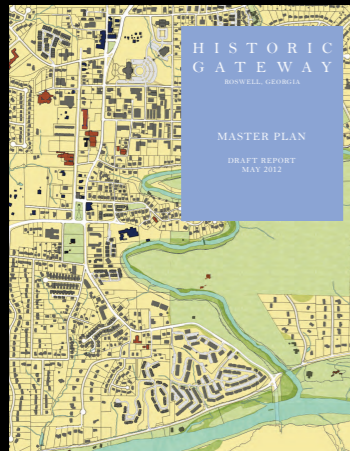 HISTORIC
GATEWAY
ROSWELL, GEORGIA
MASTER PLAN
DRAFT REPORT
MAY 2012